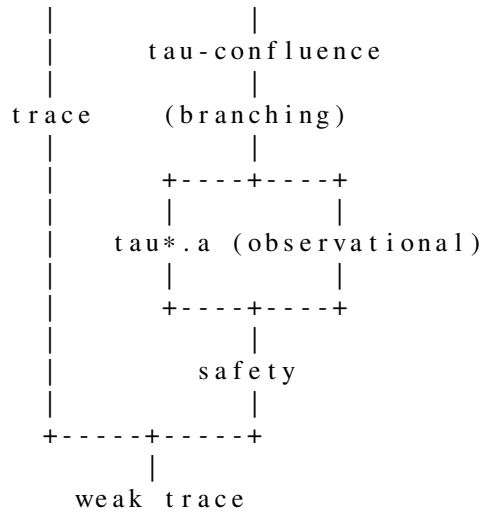 |                 |
|          tau-confluence
|                 |
trace     (branching)
|                 |
|          +----+----+
|          |         |
|       tau*.a (observational)
|          |         |
|          +----+----+
|                 |
|              safety
|                 |
+-----+-----+
|
weak trace